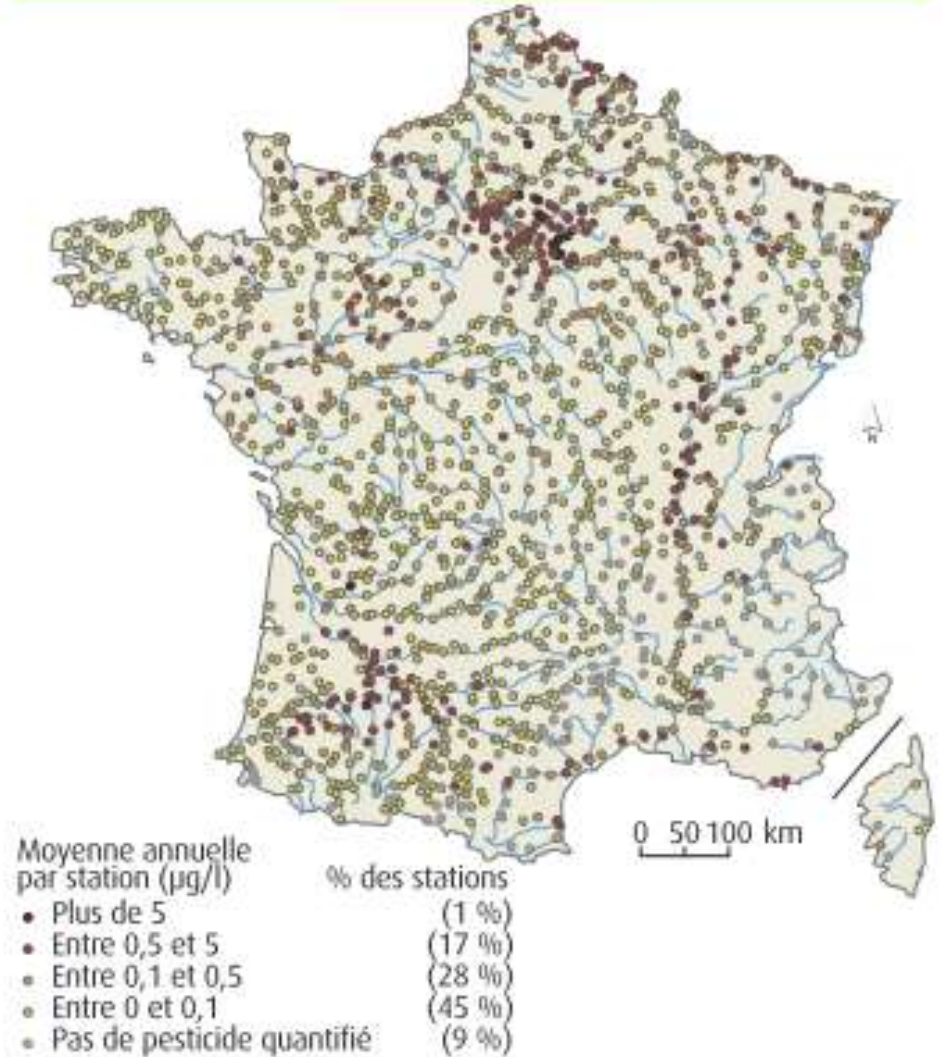 0 50 100 km
Moyenne annuelle
par station (µg/l) % des stations
Plus de 5 (1 %)
Entre 0,5 et 5 (17 %)
Entre 0,1 et 0,5 (28 %)
Entre 0 et 0,1 (45 %)
Pas de pesticide quantifié (9 %)